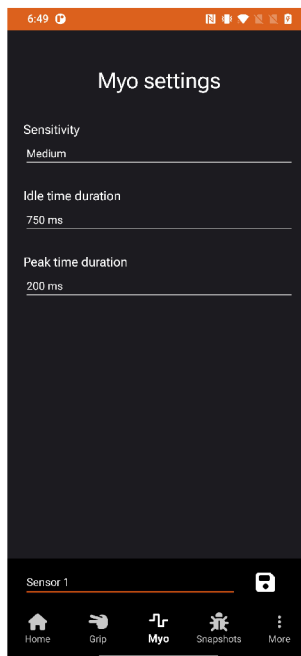 6:49
Myo settings
Sensitivity
Medium
Idle time duration
750 ms
Peak time duration
200 ms
Sensor 1
Home Grip Myo Snapshots More